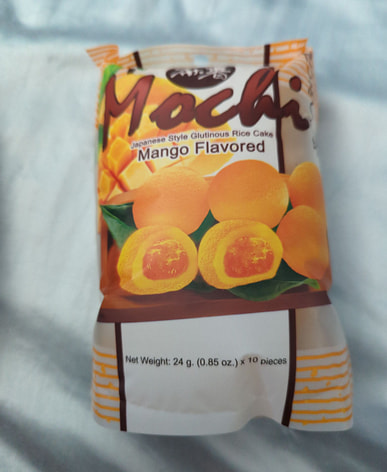 Mochi
Japanese Style Glutinous Rice Cake
Mango Flavored
Net Weight: 24 g. (0.85 oz.) x 10 pieces